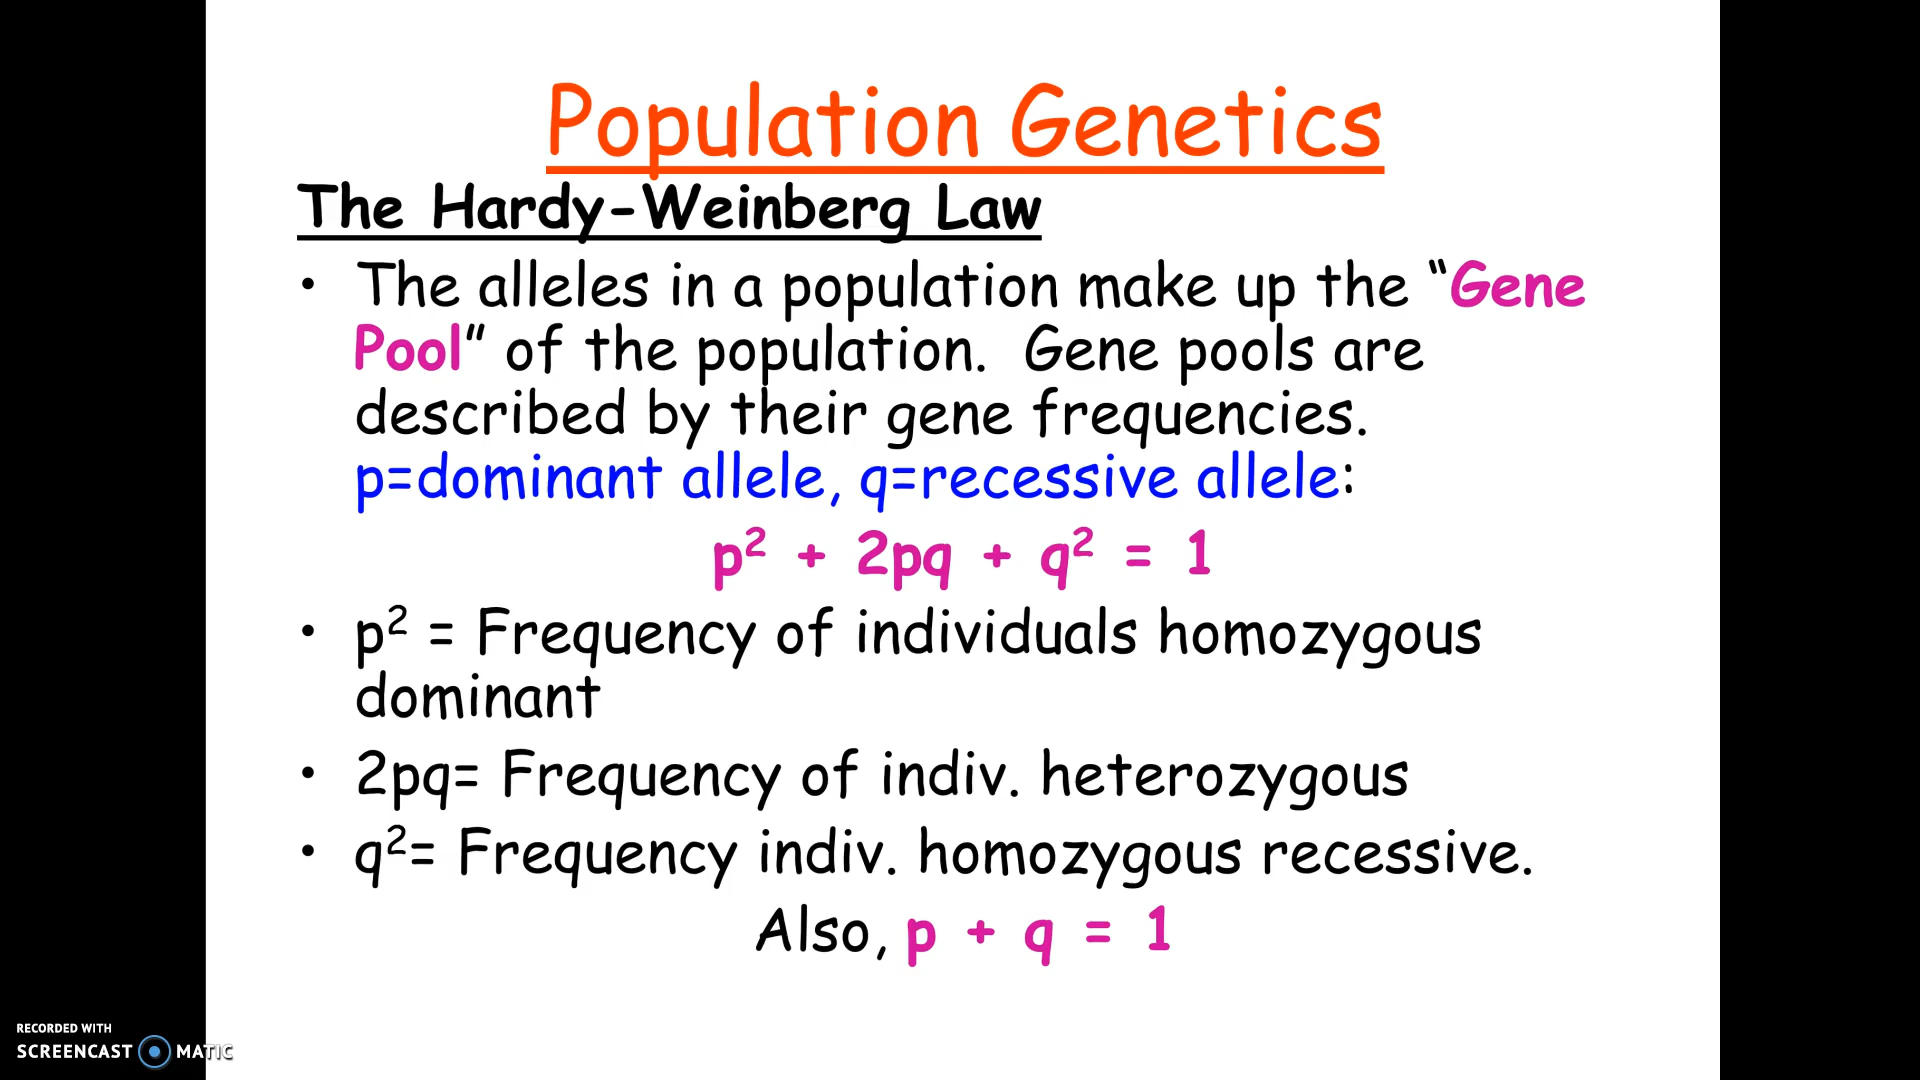 Population Genetics
The Hardy-Weinberg Law
• The alleles in a population make up the “Gene
Pool” of the population. Gene pools are
described by their gene frequencies.
p=dominant allele, q=recessive allele:
p² + 2pq + q² = 1
• p² = Frequency of individuals homozygous
dominant
• 2pq= Frequency of indiv. heterozygous
• q²= Frequency indiv. homozygous recessive.
Also, p + q = 1
RECORDED WITH
SCREENCAST MATIC